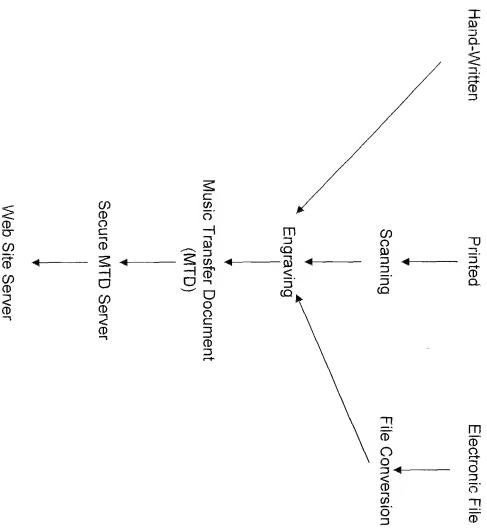 Hand-Written
Printed
Electronic File
Scanning
File Conversion
Engraving
Music Transfer Document
(MTD)
Secure MTD Server
Web Site Server